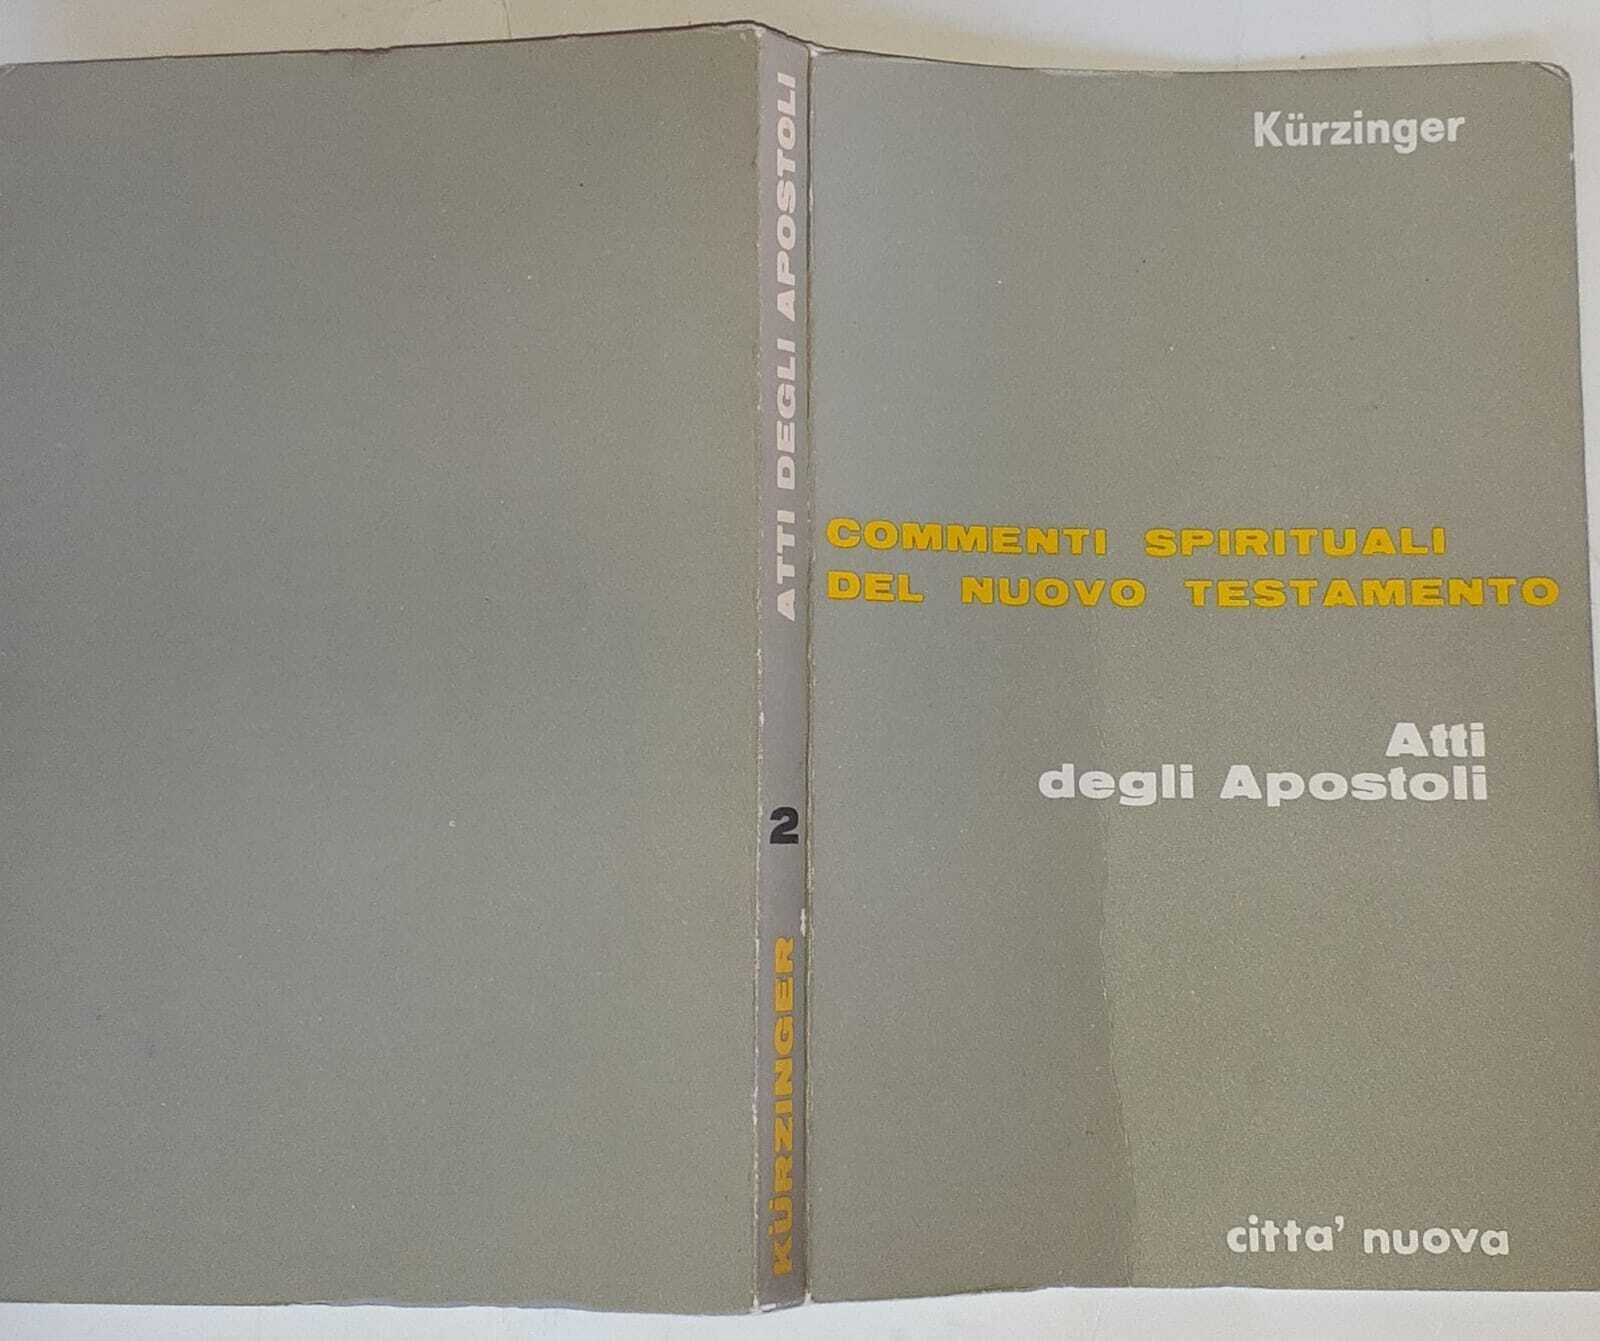 ATTI DEGLI APOSTOLI
2
KÜRZINGER
Kürzinger
COMMENTI SPIRITUALI
DEL NUOVO TESTAMENTO
Atti
degli Apostoli
citta' nuova